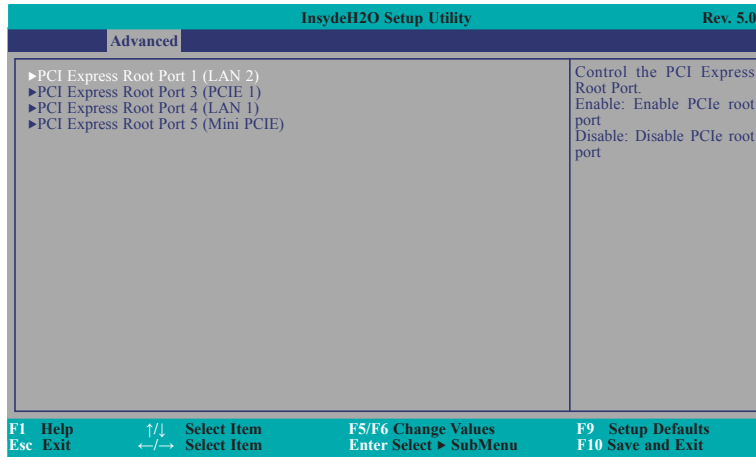 InsydeH2O Setup Utility Rev. 5.0
Advanced
►PCI Express Root Port 1 (LAN 2)
►PCI Express Root Port 3 (PCIE 1)
►PCI Express Root Port 4 (LAN 1)
►PCI Express Root Port 5 (Mini PCIE)
Control the PCI Express
Root Port.
Enable: Enable PCIe root
port
Disable: Disable PCIe root
port
F1 Help ↑/↓ Select Item F5/F6 Change Values F9 Setup Defaults
Esc Exit ←/→ Select Item Enter Select ► SubMenu F10 Save and Exit